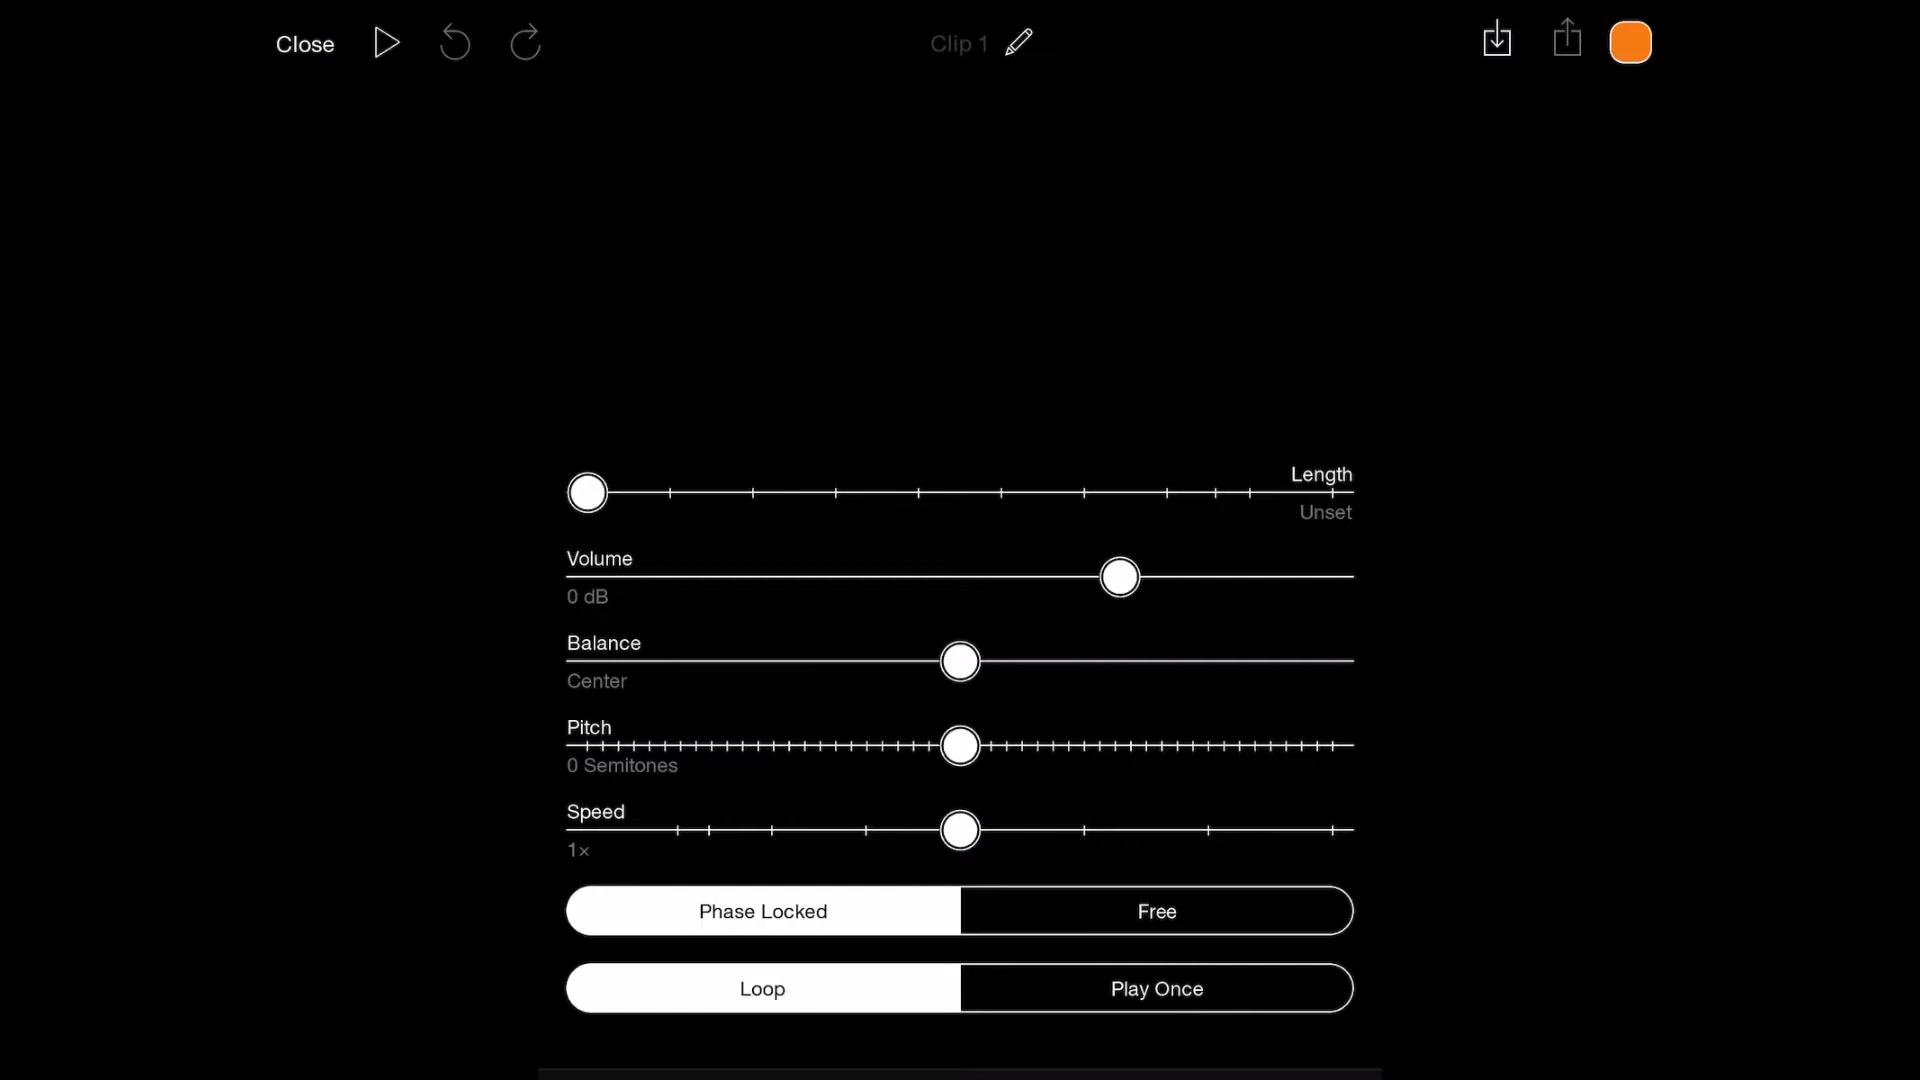 Close
Clip 1
Length
Unset
Volume
0 dB
Balance
Center
Pitch
0 Semitones
Speed
1×
Phase Locked
Free
Loop
Play Once